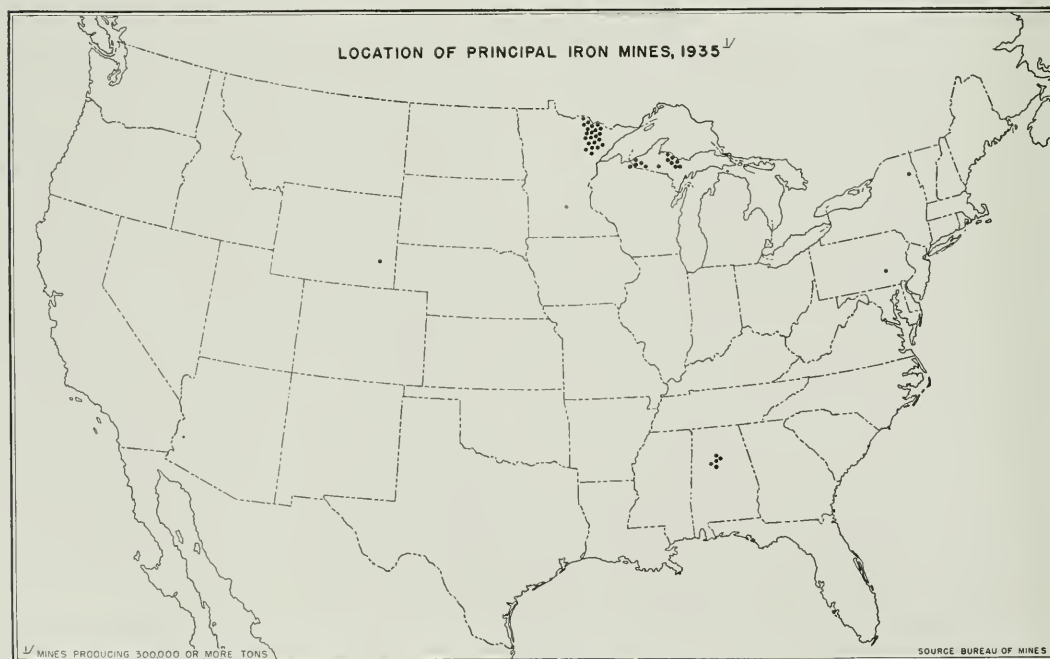 LOCATION OF PRINCIPAL IRON MINES, 1935 1/
1/ MINES PRODUCING 300,000 OR MORE TONS
SOURCE BUREAU OF MINES